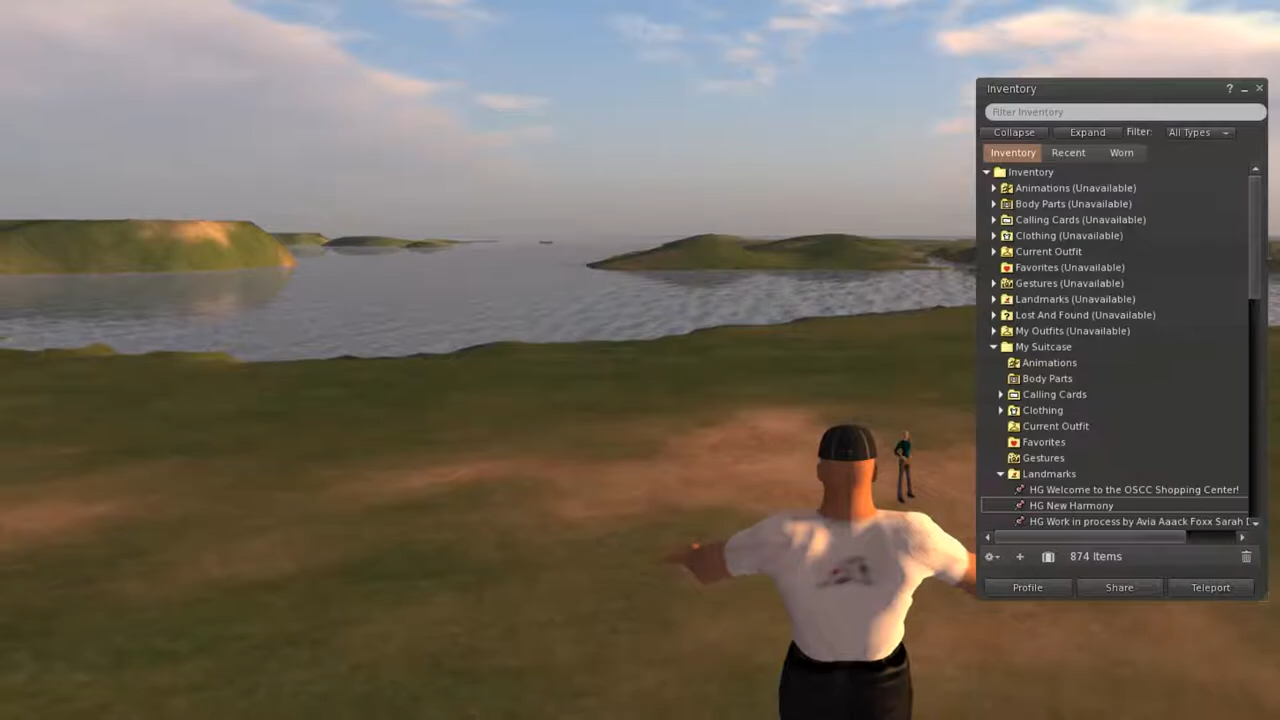 Inventory
Filter Inventory
Collapse Expand Filter: All Types
Inventory Recent Worn
Inventory
Animations (Unavailable)
Body Parts (Unavailable)
Calling Cards (Unavailable)
Clothing (Unavailable)
Current Outfit
Favorites (Unavailable)
Gestures (Unavailable)
Landmarks (Unavailable)
Lost And Found (Unavailable)
My Outfits (Unavailable)
My Suitcase
Animations
Body Parts
Calling Cards
Clothing
Current Outfit
Favorites
Gestures
Landmarks
HG Welcome to the OSCC Shopping Center!
HG New Harmony
HG Work in process by Avia Aaack Foxx Sarah
874 Items
Profile Share Teleport